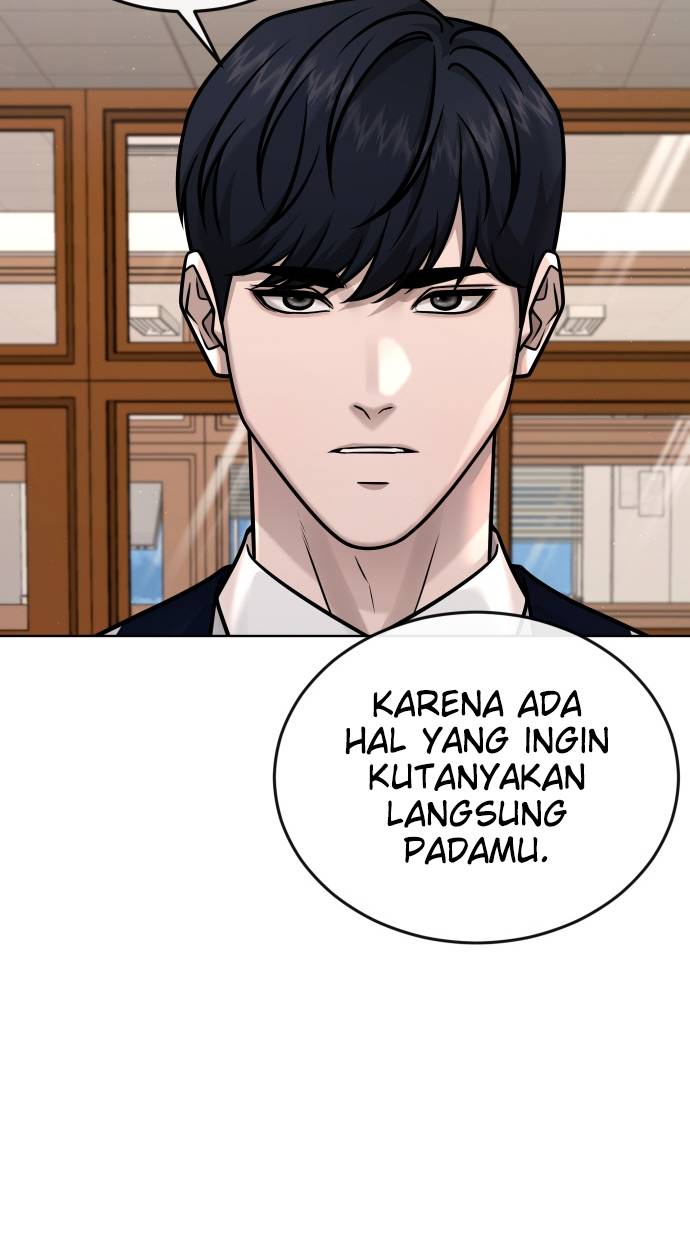 KARENA ADA
HAL YANG INGIN
KUTANYAKAN
LANGSUNG
PADAMU.